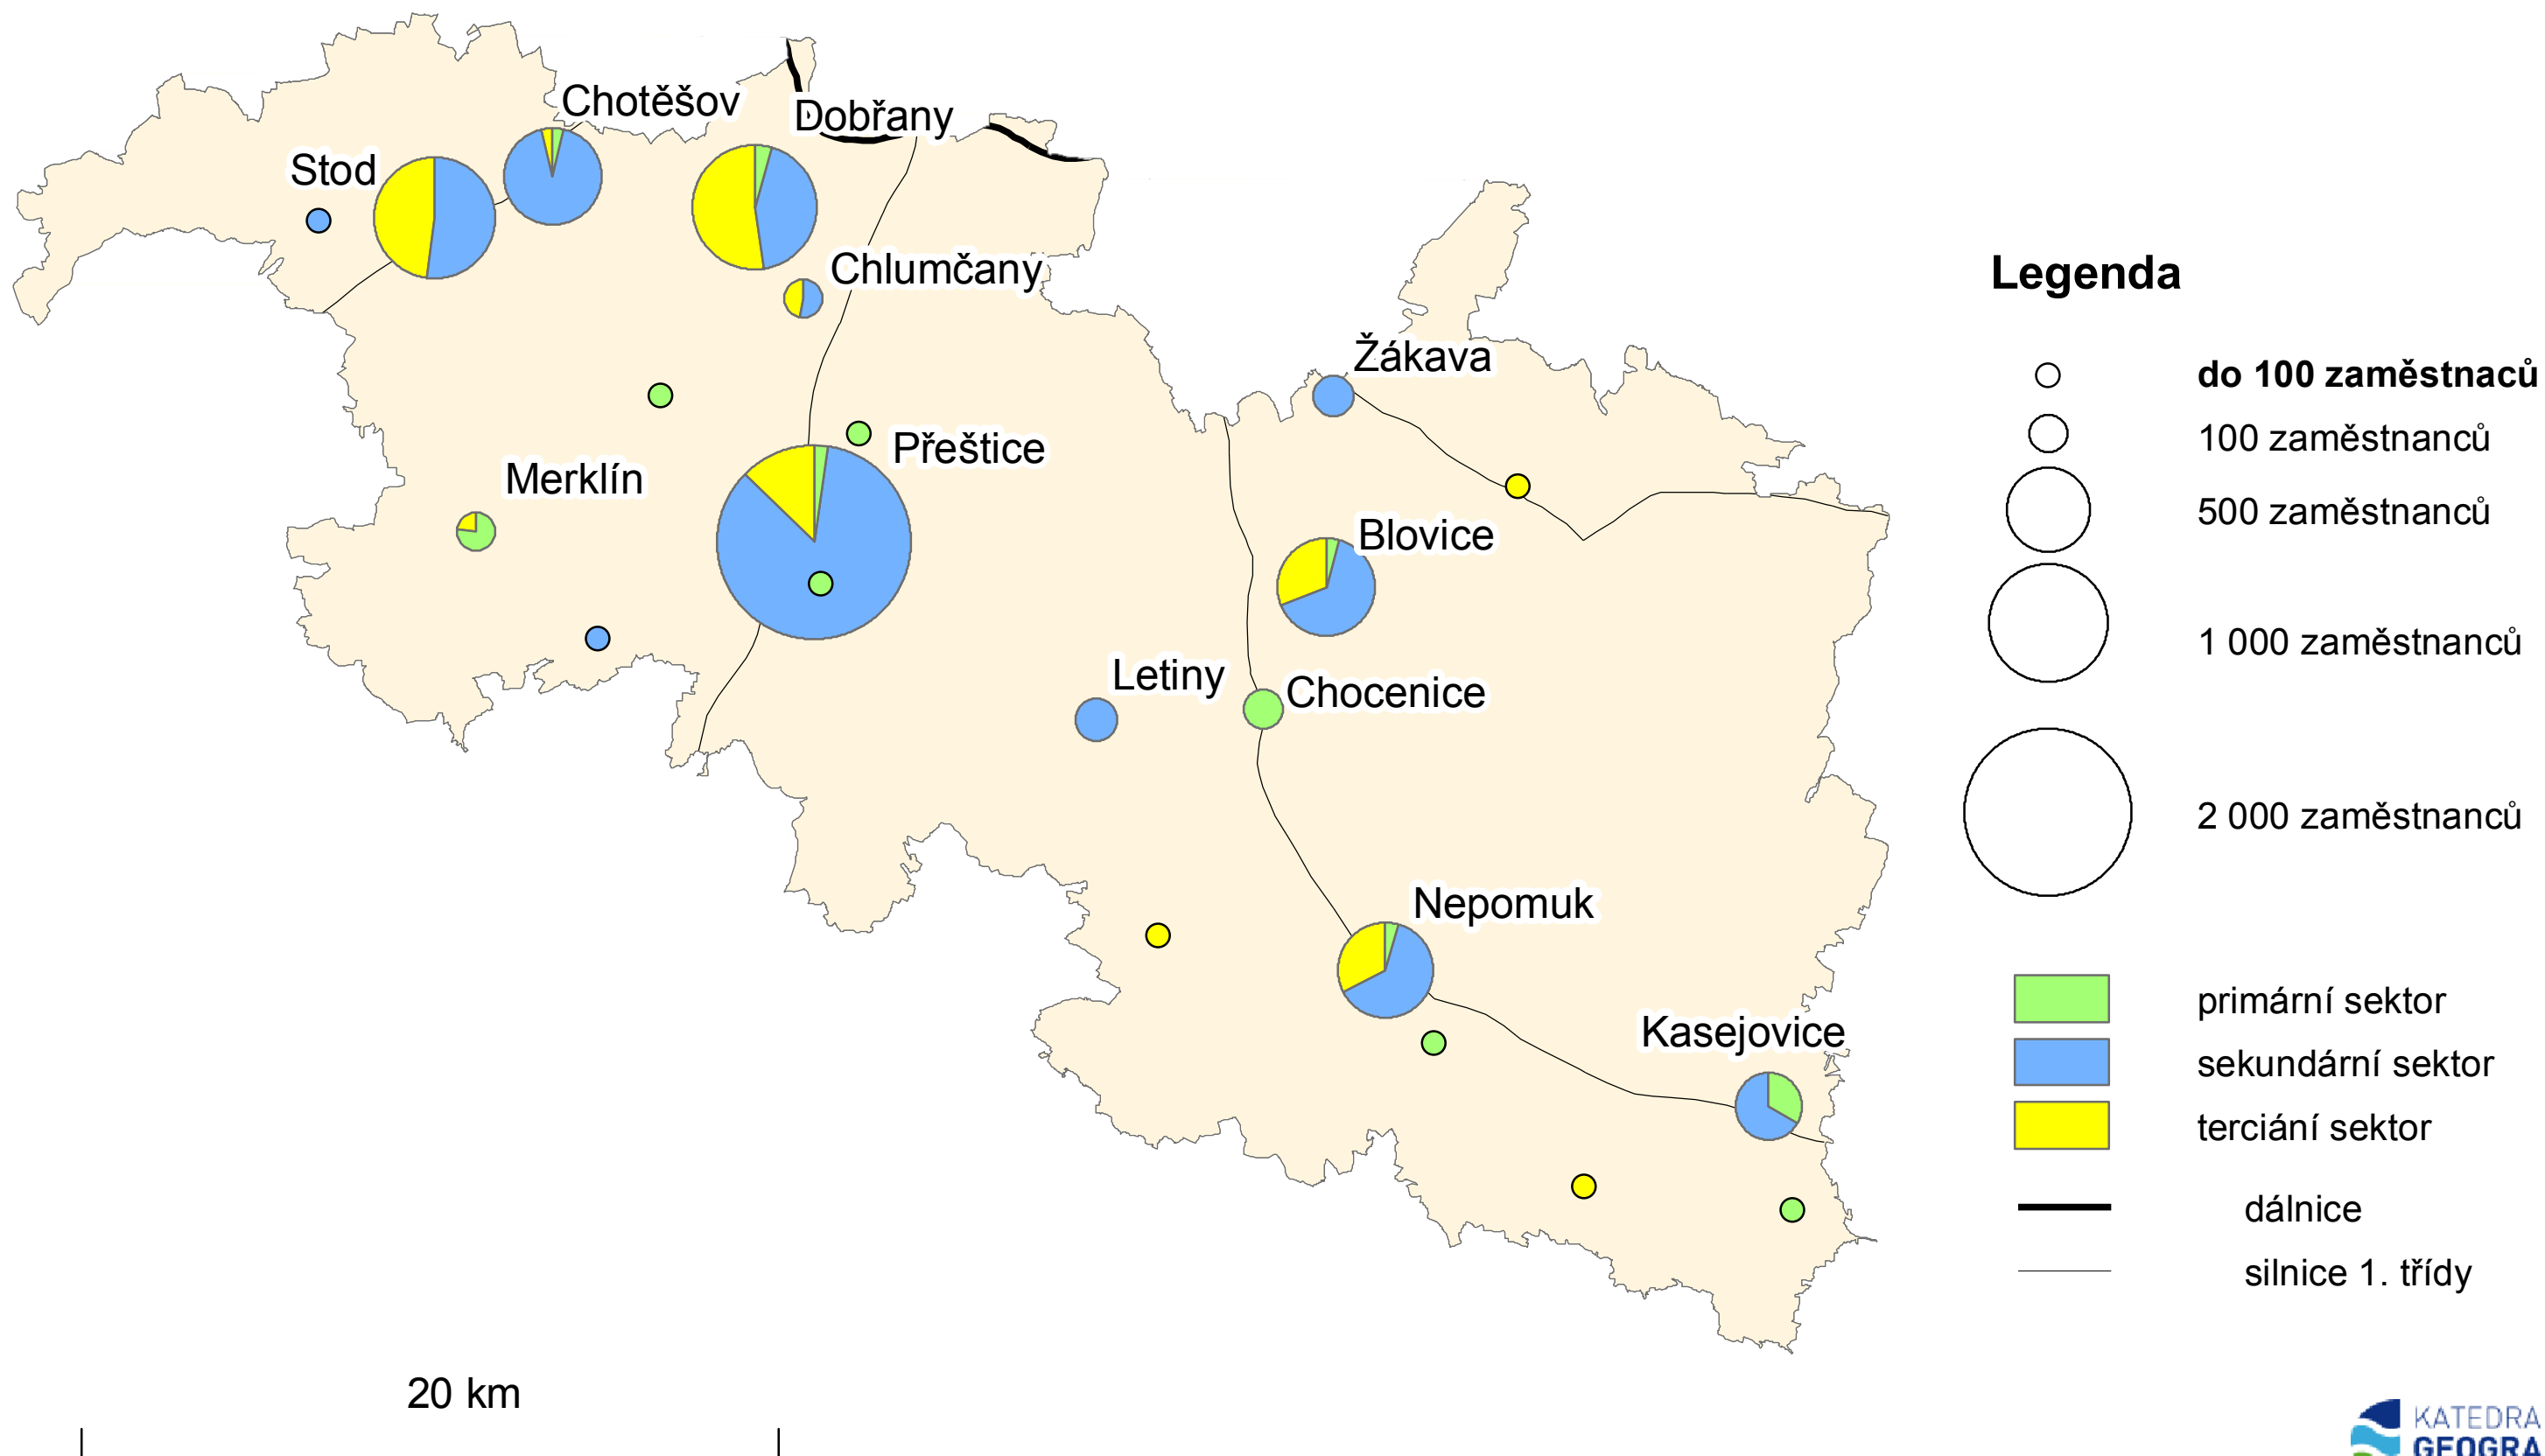 Chotěšov
Dobřany
Stod
Chlumčany
Žákava
Přeštice
Merklín
Blovice
Letiny
Chocenice
Nepomuk
Kasejovice
Legenda
do 100 zaměstnaců
100 zaměstnanců
500 zaměstnanců
1 000 zaměstnanců
2 000 zaměstnanců
primární sektor
sekundární sektor
terciání sektor
dálnice
silnice 1. třídy
20 km
KATEDRA
GEOGRA